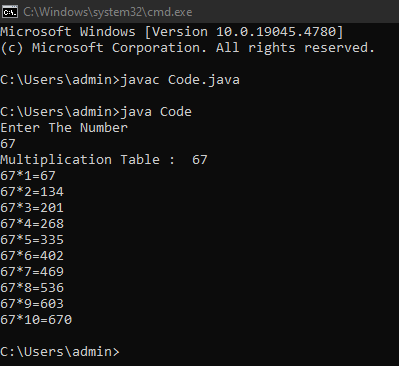 C:\Windows\system32\cmd.exe
Microsoft Windows [Version 10.0.19045.4780]
(c) Microsoft Corporation. All rights reserved.
C:\Users\admin>javac Code.java
C:\Users\admin>java Code
Enter The Number
67
Multiplication Table :  67
67*1=67
67*2=134
67*3=201
67*4=268
67*5=335
67*6=402
67*7=469
67*8=536
67*9=603
67*10=670
C:\Users\admin>